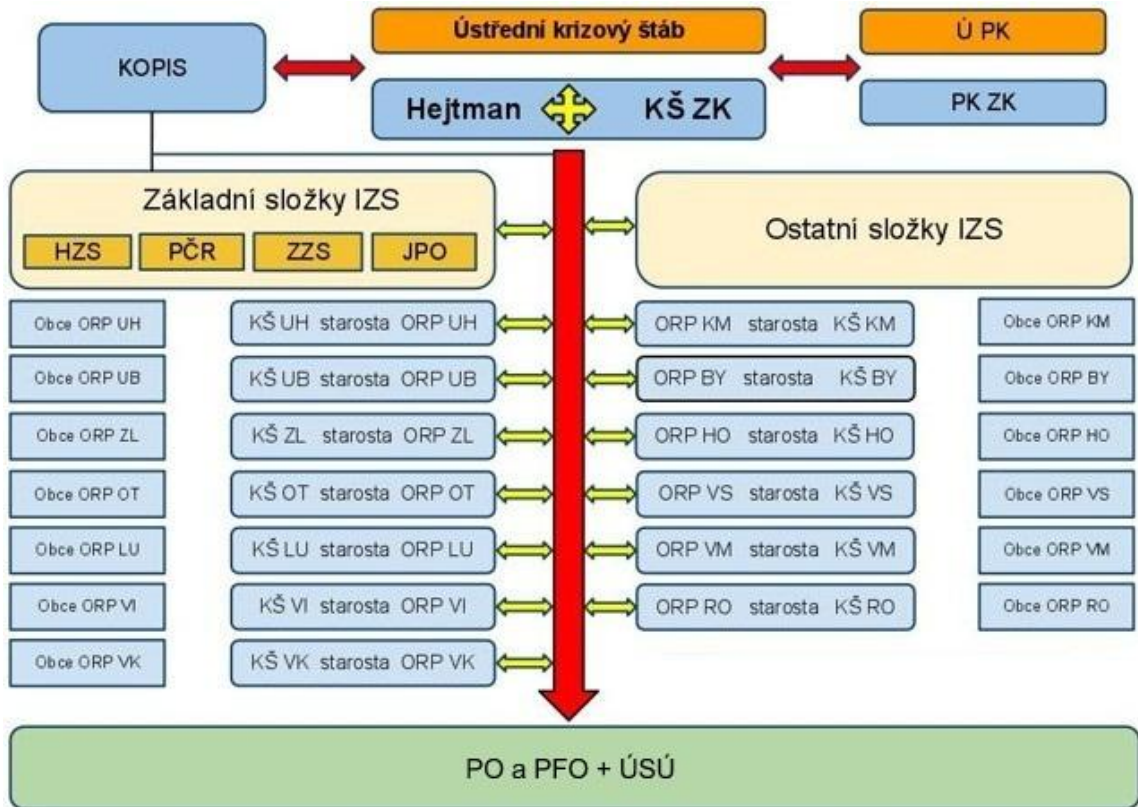 KOPIS
Ústřední krizový štáb
Ú PK
Hejtman KŠ ZK
PK ZK
Základní složky IZS
HZS PČR ZZS JPO
Ostatní složky IZS
Obce ORP UH KŠ UH starosta ORP UH ORP KM starosta KŠ KM Obce ORP KM
Obce ORP UB KŠ UB starosta ORP UB ORP BY starosta KŠ BY Obce ORP BY
Obce ORP ZL KŠ ZL starosta ORP ZL ORP HO starosta KŠ HO Obce ORP HO
Obce ORP OT KŠ OT starosta ORP OT ORP VS starosta KŠ VS Obce ORP VS
Obce ORP LU KŠ LU starosta ORP LU ORP VM starosta KŠ VM Obce ORP VM
Obce ORP VI KŠ VI starosta ORP VI ORP RO starosta KŠ RO Obce ORP RO
Obce ORP VK KŠ VK starosta ORP VK
PO a PFO + ÚSÚ